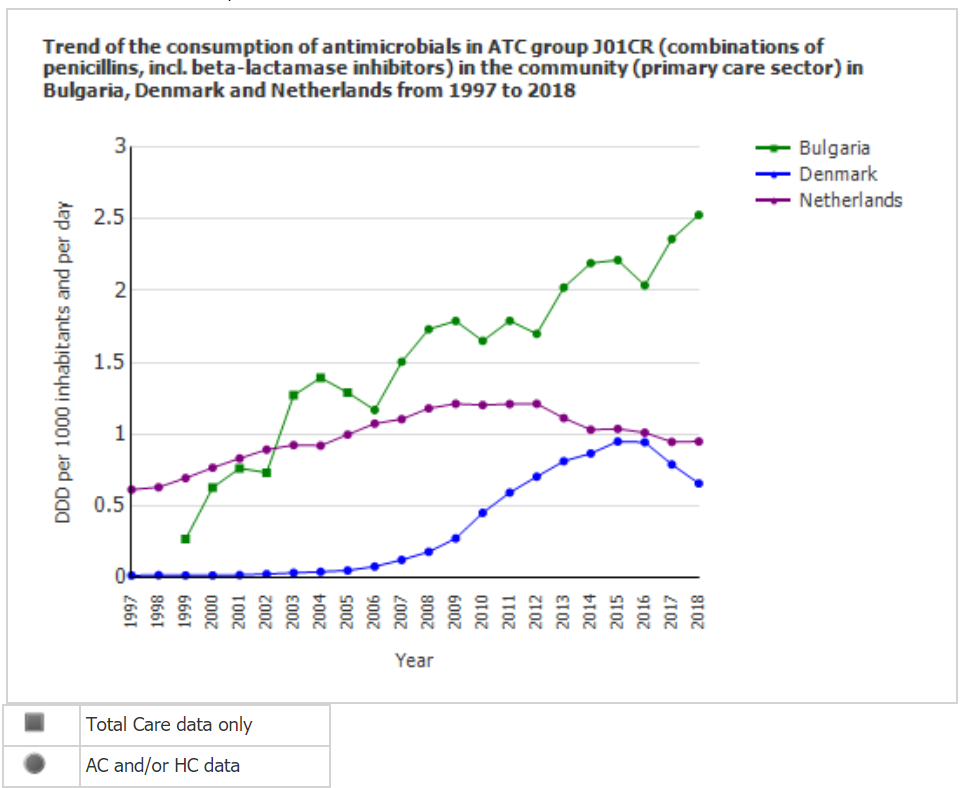 Trend of the consumption of antimicrobials in ATC group J01CR (combinations of
penicillins, incl. beta-lactamase inhibitors) in the community (primary care sector) in
Bulgaria, Denmark and Netherlands from 1997 to 2018
Bulgaria
Denmark
Netherlands
DDD per 1000 inhabitants and per day
3
2.5
2
1.5
1
0.5
0
1997 1998 1999 2000 2001 2002 2003 2004 2005 2006 2007 2008 2009 2010 2011 2012 2013 2014 2015 2016 2017 2018
Year
Total Care data only
AC and/or HC data